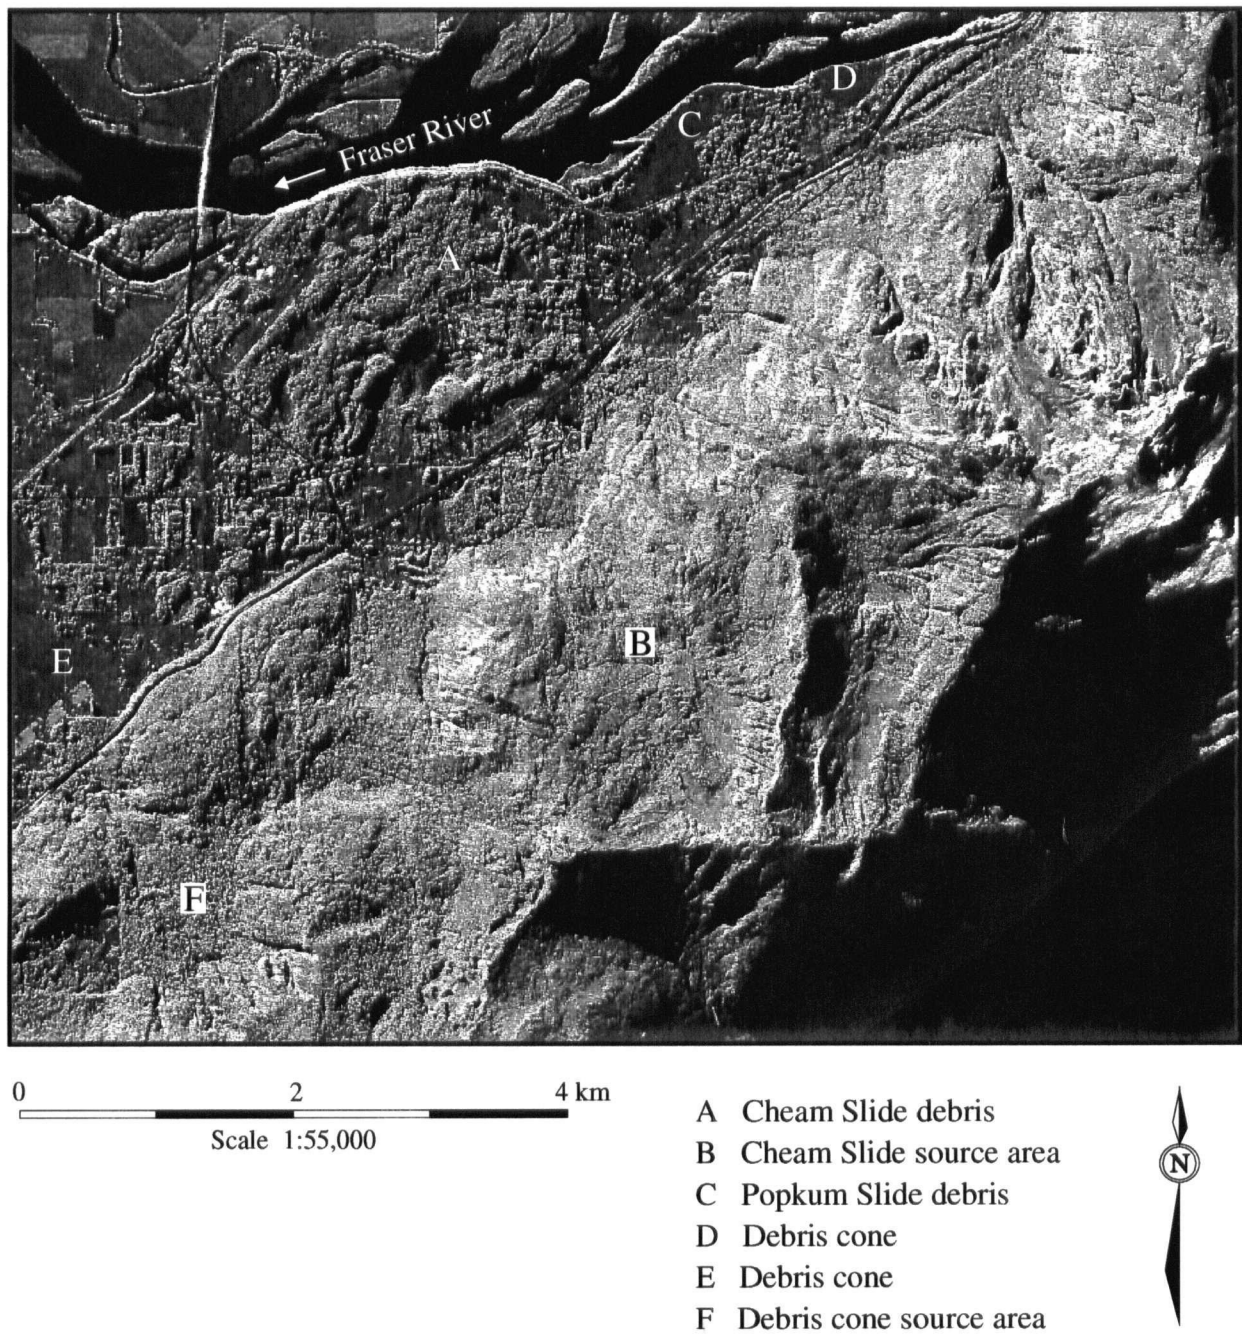 D
C
Fraser River
A
B
E
F
0 2 4 km
Scale 1:55,000
A Cheam Slide debris
B Cheam Slide source area
C Popkum Slide debris
D Debris cone
E Debris cone
F Debris cone source area
N